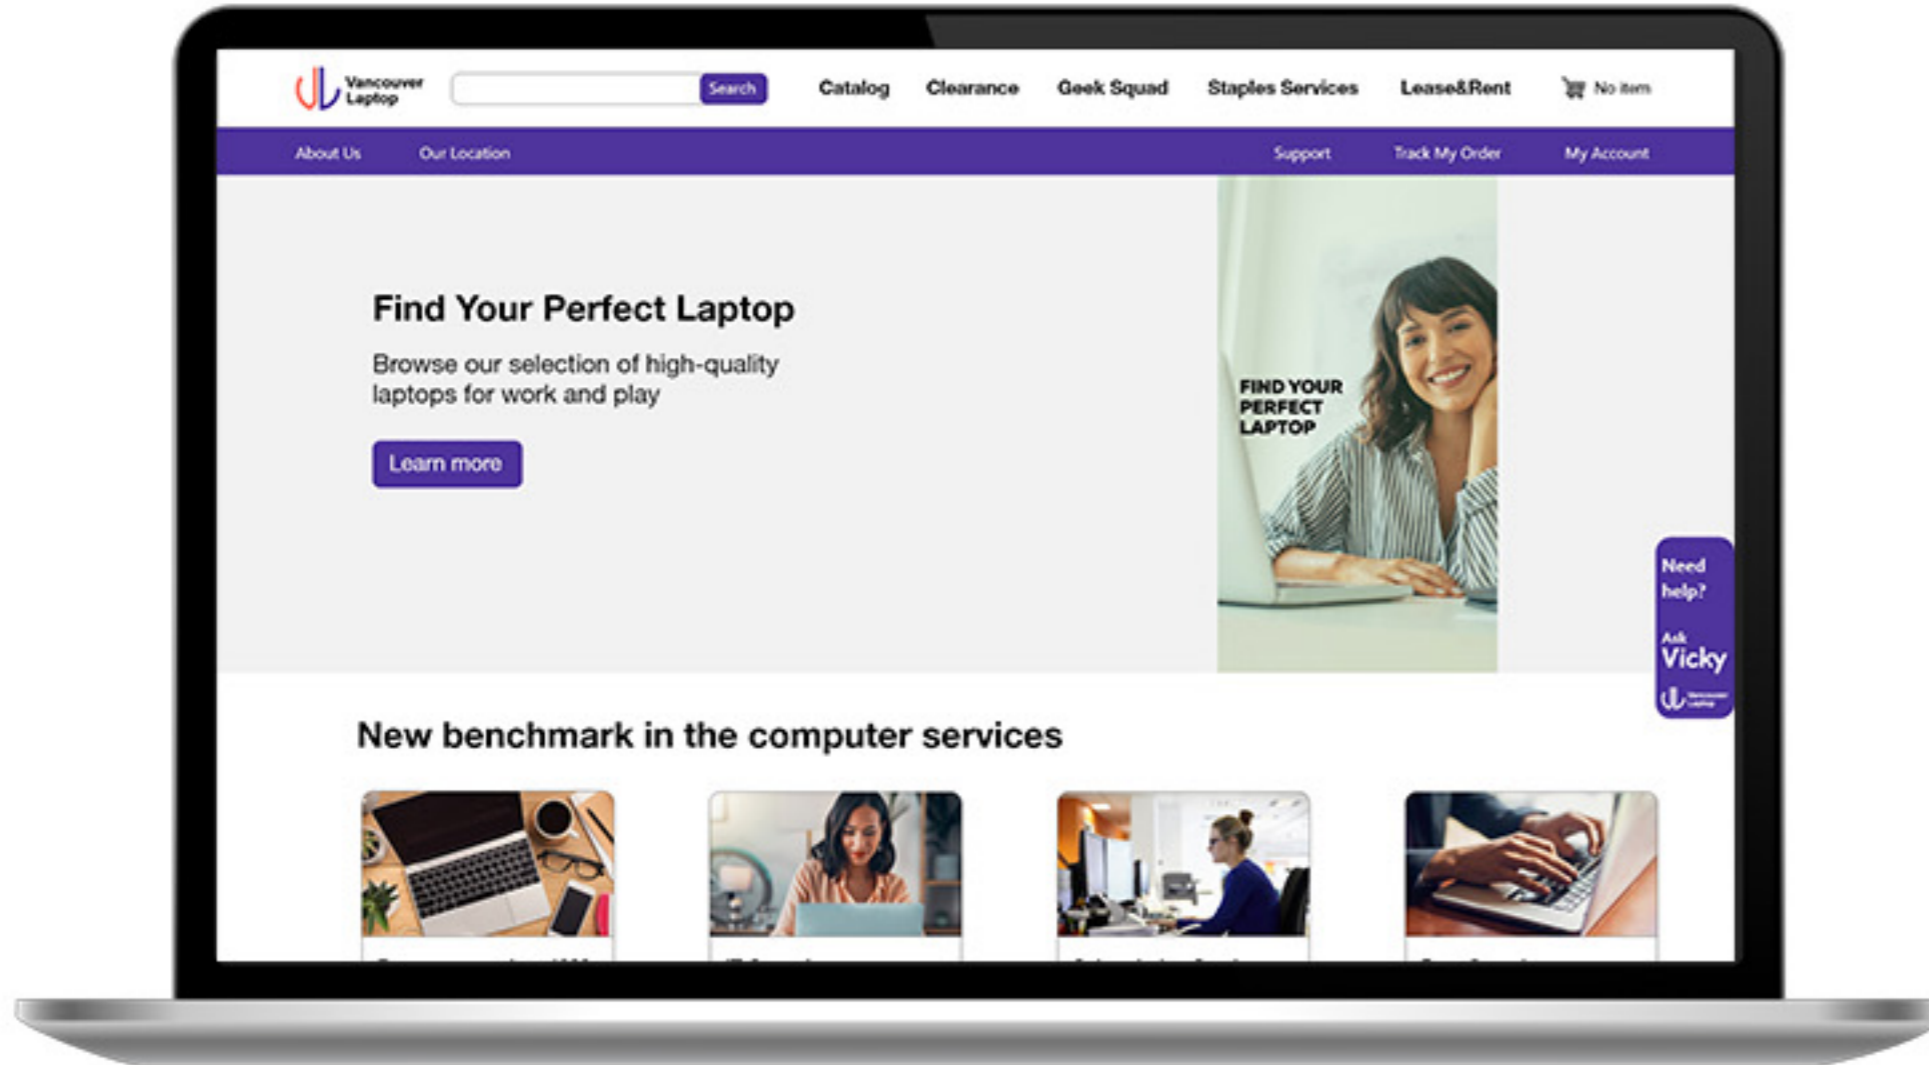 Vancouver
Laptop
Search
Catalog
Clearance
Geek Squad
Staples Services
Lease&Rent
No item
About Us
Our Location
Support
Track My Order
My Account
Find Your Perfect Laptop
Browse our selection of high-quality
laptops for work and play
Learn more
FIND YOUR
PERFECT
LAPTOP
Need
help?
Ask
Vicky
Vancouver
Laptop
New benchmark in the computer services